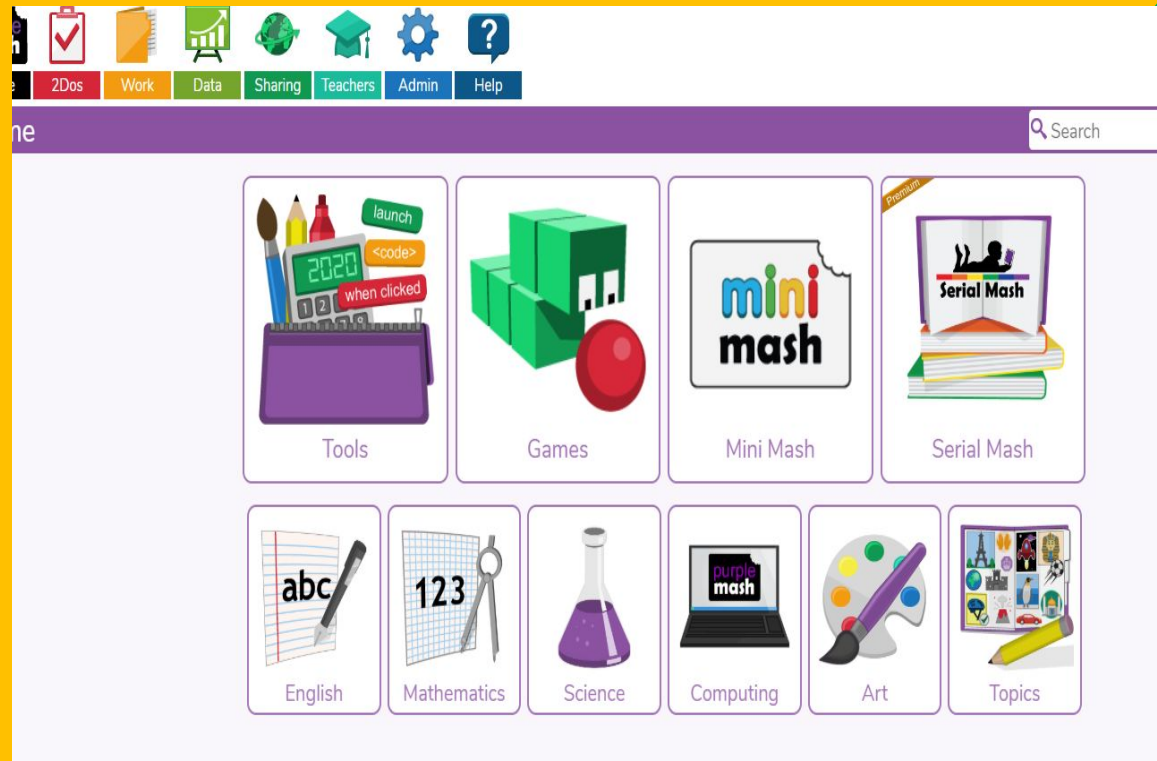 2Dos Work Data Sharing Teachers Admin Help
Search
launch
<code>
when clicked
2020
Tools
Games
mini
mash
Mini Mash
Premium
Serial Mash
Serial Mash
abc
English
123
Mathematics
Science
purple
mash
Computing
Art
Topics